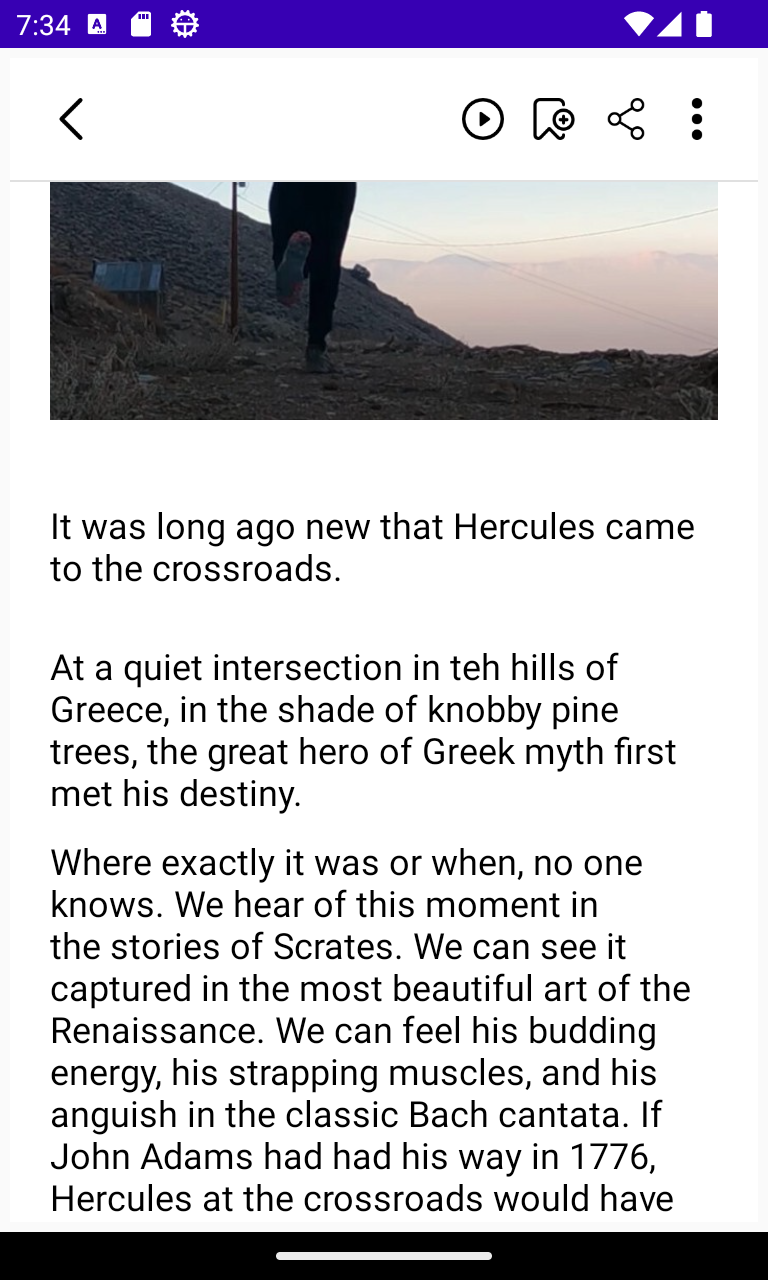 7:34
It was long ago new that Hercules came
to the crossroads.
At a quiet intersection in teh hills of
Greece, in the shade of knobby pine
trees, the great hero of Greek myth first
met his destiny.
Where exactly it was or when, no one
knows. We hear of this moment in
the stories of Scrates. We can see it
captured in the most beautiful art of the
Renaissance. We can feel his budding
energy, his strapping muscles, and his
anguish in the classic Bach cantata. If
John Adams had had his way in 1776,
Hercules at the crossroads would have